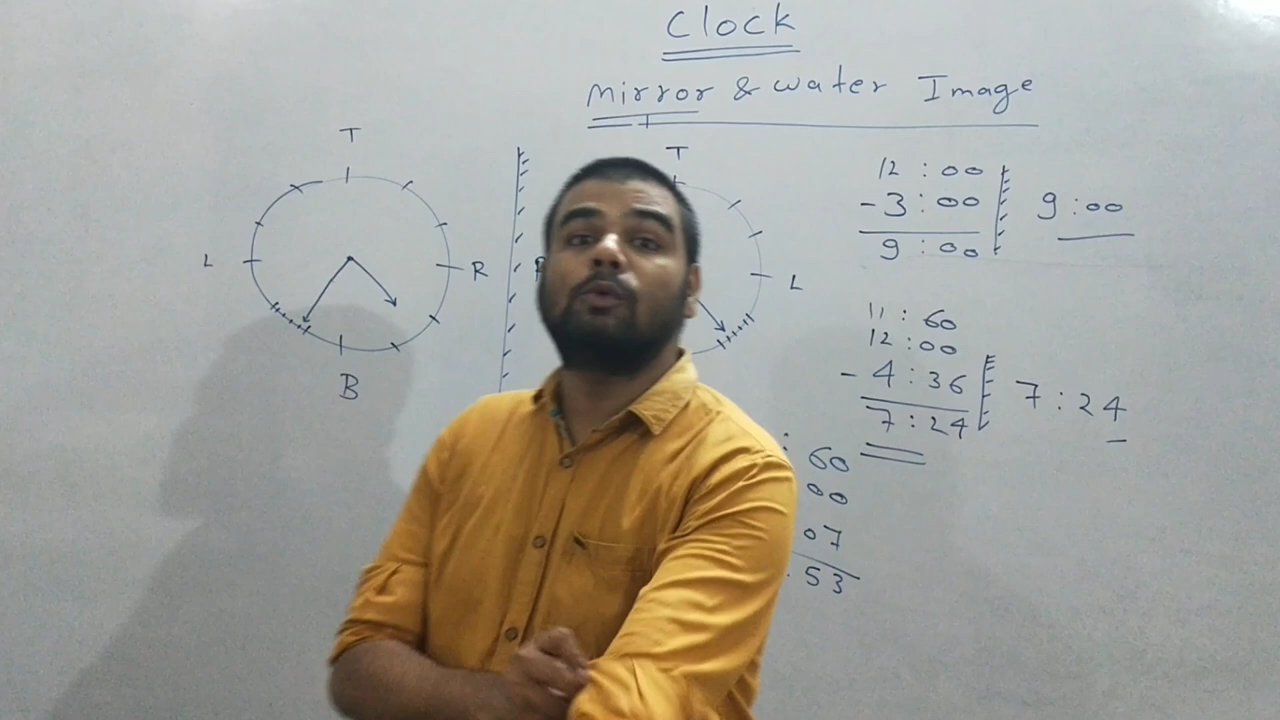 Clock
Mirror & water Image
T
L
R
B
T
L
12 : 00
- 3 : 00
9 : 00
9 : 00
11 : 60
12 : 00
- 4 : 36
7 : 24
7 : 24
: 60
00
07
. 53